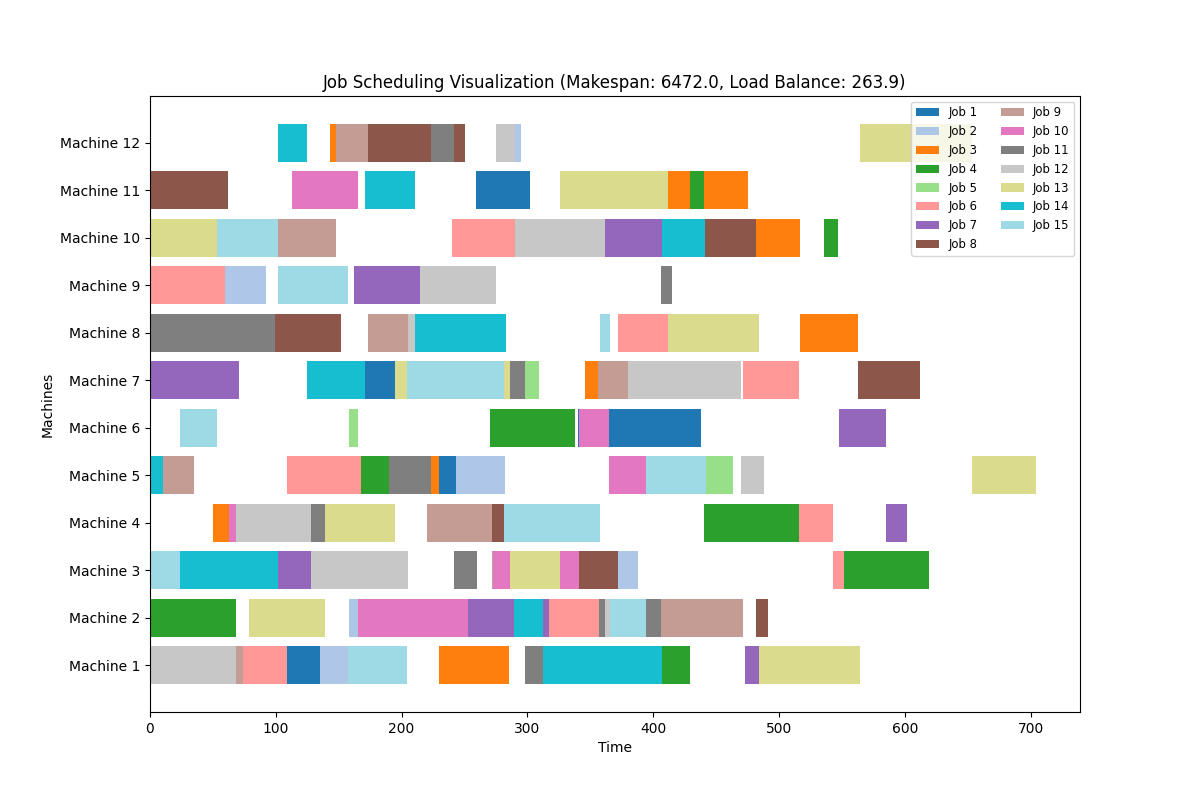 Job Scheduling Visualization (Makespan: 6472.0, Load Balance: 263.9)
Machines
Machine 12
Machine 11
Machine 10
Machine 9
Machine 8
Machine 7
Machine 6
Machine 5
Machine 4
Machine 3
Machine 2
Machine 1
Job 1
Job 2
Job 3
Job 4
Job 5
Job 6
Job 7
Job 8
Job 9
Job 10
Job 11
Job 12
Job 13
Job 14
Job 15
0 100 200 300 400 500 600 700
Time